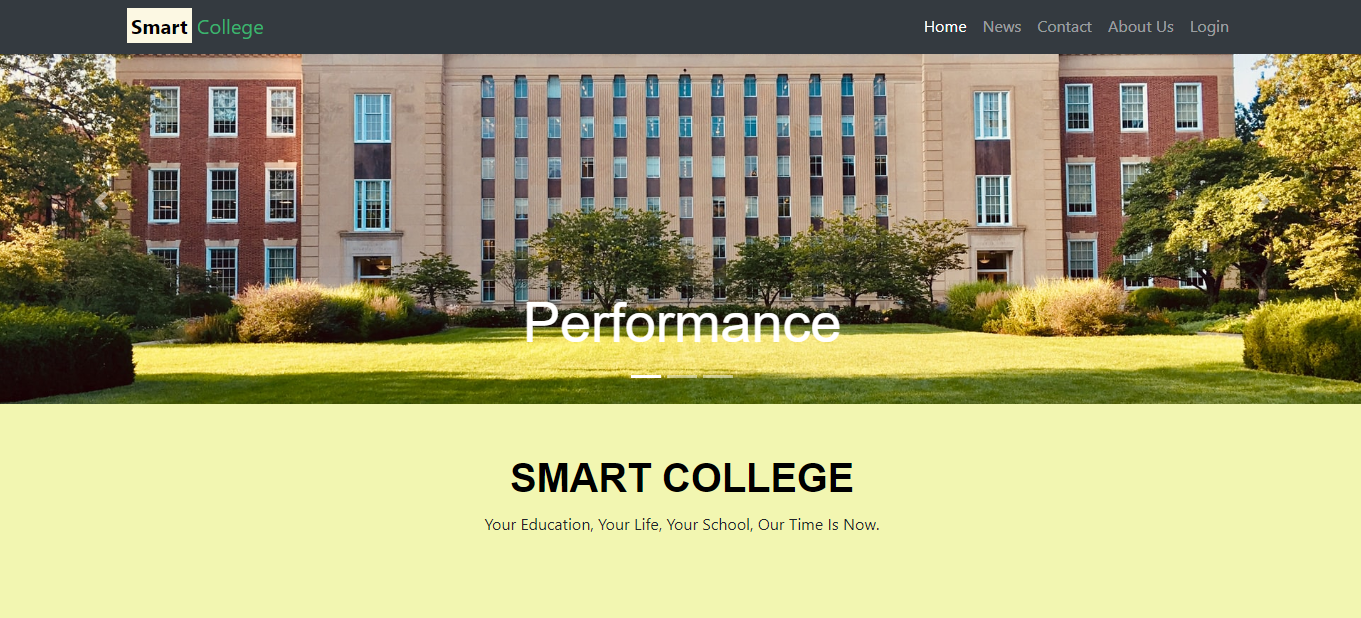 Smart College
Home News Contact About Us Login
Performance
SMART COLLEGE
Your Education, Your Life, Your School, Our Time Is Now.